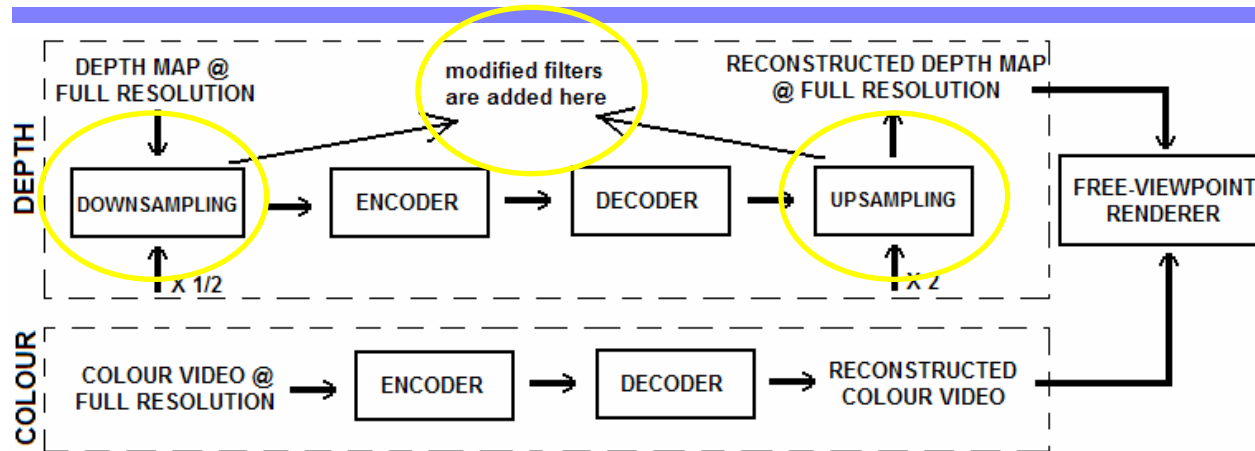 DEPTH
DEPTH MAP @
FULL RESOLUTION
modified filters
are added here
RECONSTRUCTED DEPTH MAP
@ FULL RESOLUTION
DOWNSAMPLING
ENCODER
DECODER
UPSAMPLING
FREE-VIEWPOINT
RENDERER
X 1/2
X 2
COLOUR
COLOUR VIDEO @
FULL RESOLUTION
ENCODER
DECODER
RECONSTRUCTED
COLOUR VIDEO